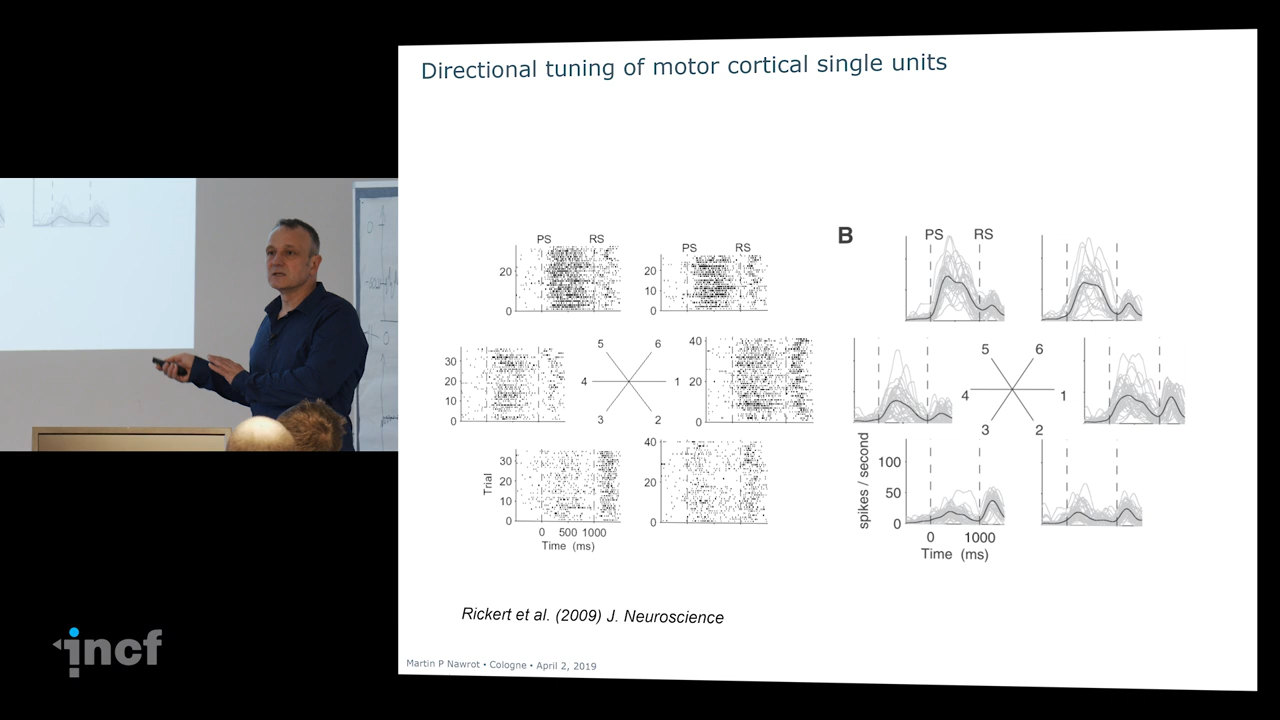 Directional tuning of motor cortical single units
PS RS
20
0
PS RS
20
10
0
30
20
10
0
5 6
4 1
3 2
40
20
0
Trial
30
20
10
0
0 500 1000
Time (ms)
40
20
0
B
PS RS
5 6
4 1
3 2
spikes / second
100
50
0
0 1000
Time (ms)
Rickert et al. (2009) J. Neuroscience
Martin P Nawrot • Cologne • April 2, 2019
incf